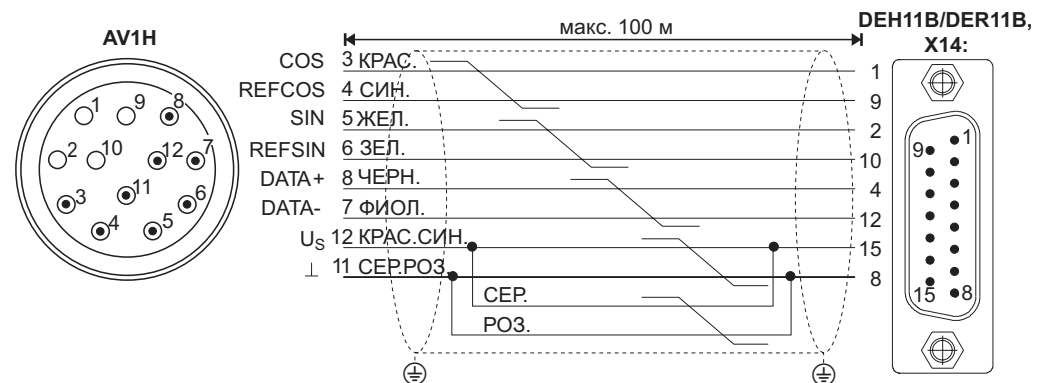 AV1H
1
9
8
2
10
12
7
3
11
6
4
5
макс. 100 м
DEH11B/DER11B,
X14:
COS 3 КРАС. 1
REFCOS 4 СИН. 9
SIN 5 ЖЕЛ. 2
REFSIN 6 ЗЕЛ. 10
DATA+ 8 ЧЕРН. 4
DATA- 7 ФИОЛ. 12
US 12 КРАС.СИН. 15
⊥ 11 СЕР.РОЗ. 8
СЕР.
РОЗ.
1
9
15
8